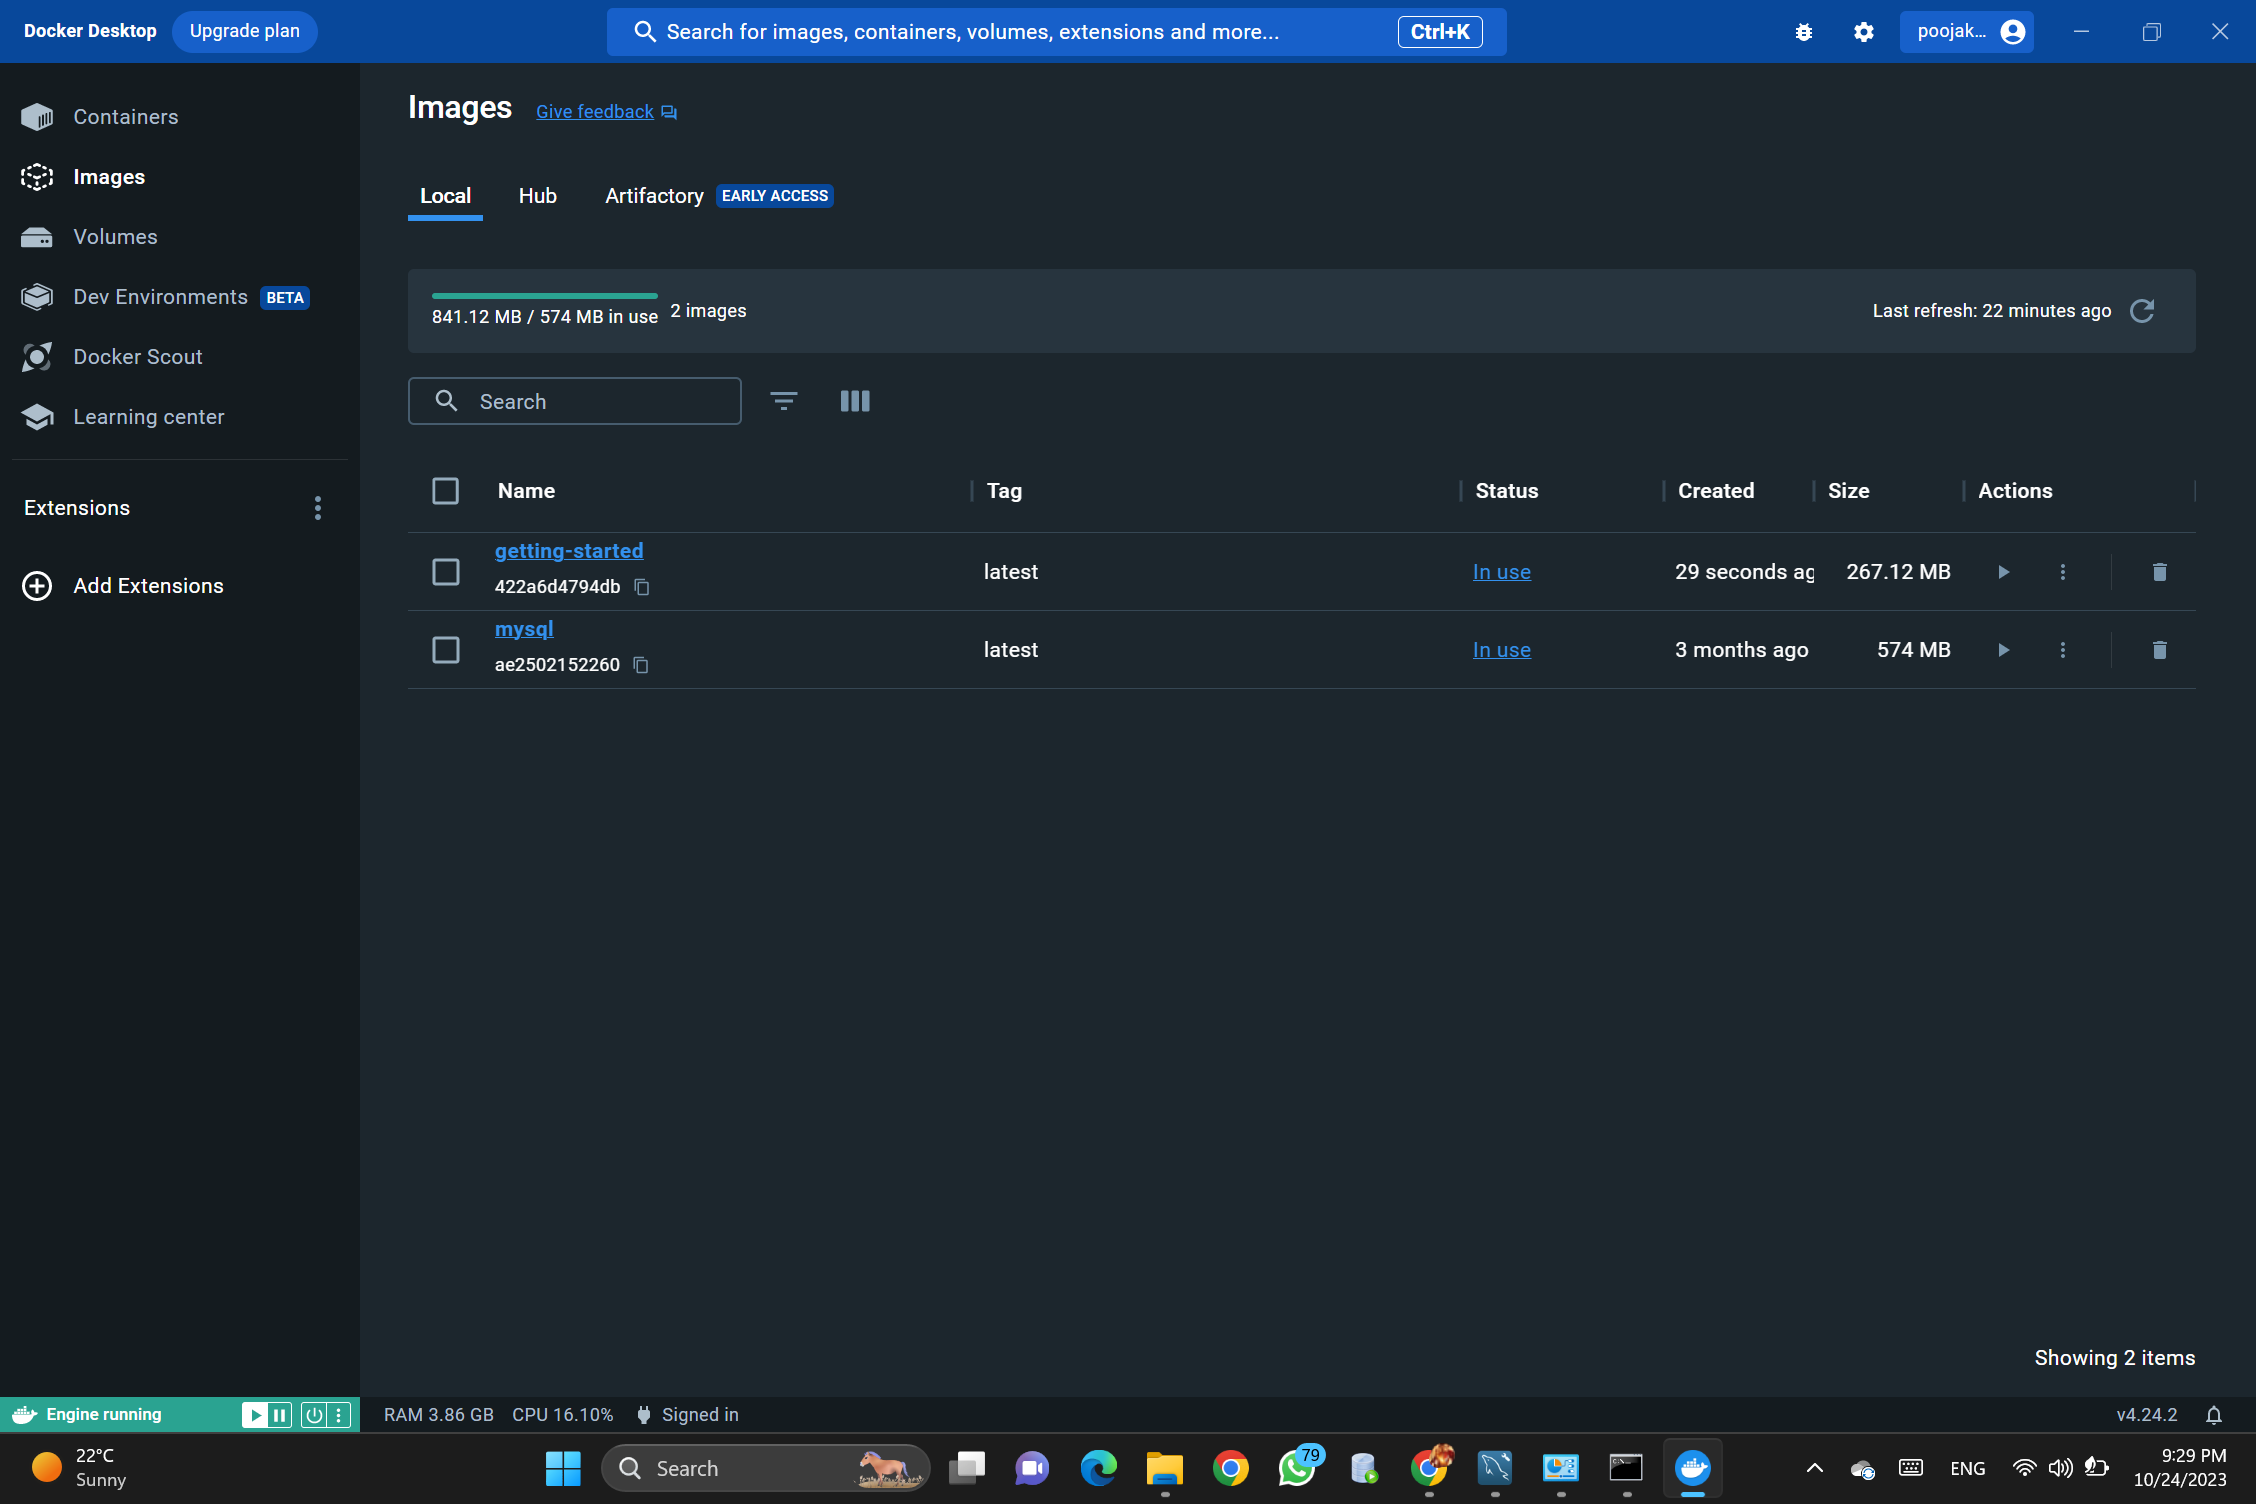 Docker Desktop Upgrade plan Search for images, containers, volumes, extensions and more... Ctrl+K poojak...
Containers
Images
Volumes
Dev Environments BETA
Docker Scout
Learning center
Extensions
Add Extensions
Images Give feedback
Local Hub Artifactory EARLY ACCESS
841.12 MB / 574 MB in use 2 images Last refresh: 22 minutes ago
Search
Name Tag Status Created Size Actions
getting-started
422a6d4794db latest In use 29 seconds ag 267.12 MB
mysql
ae2502152260 latest In use 3 months ago 574 MB
Showing 2 items
Engine running RAM 3.86 GB CPU 16.10% Signed in v4.24.2
22°C
Sunny
Search
79
ENG
9:29 PM
10/24/2023